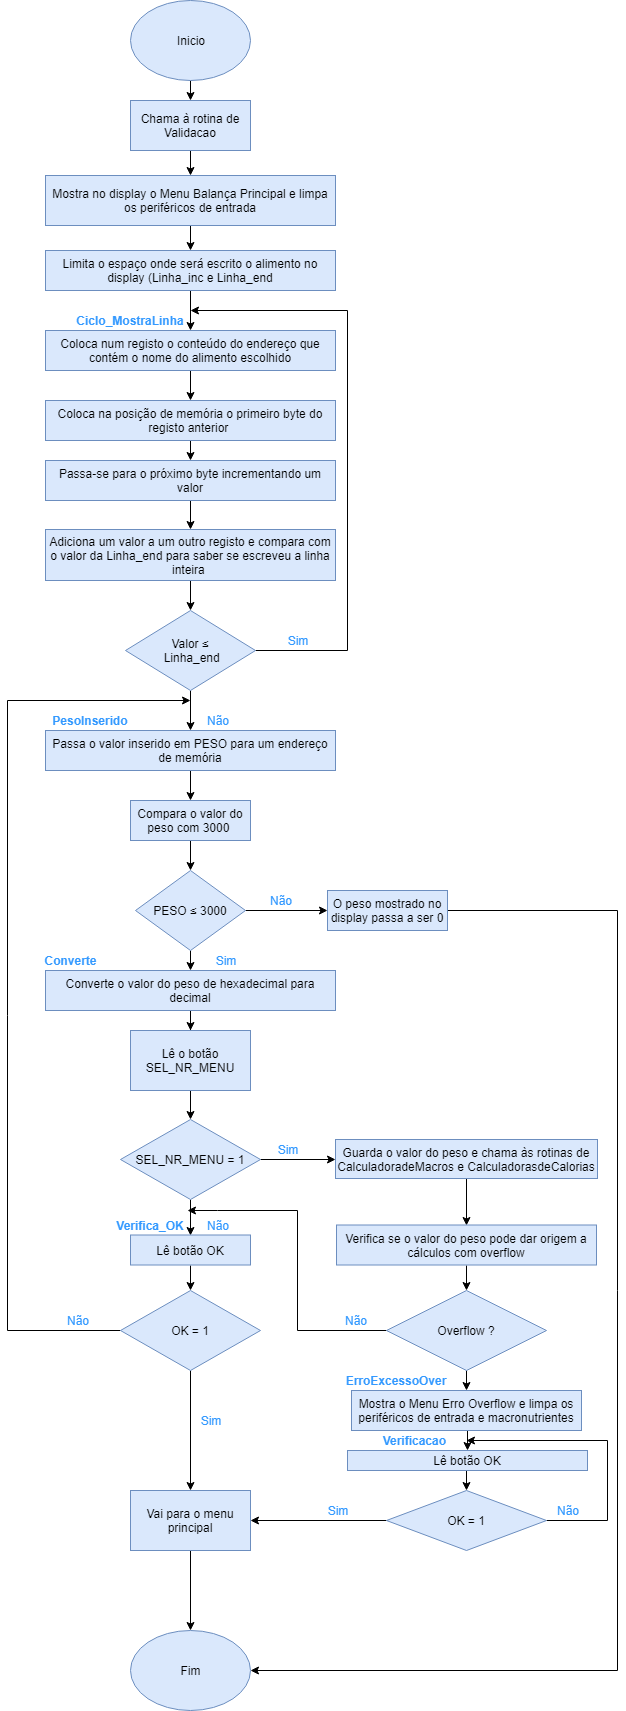 Inicio
Chama à rotina de
Validacao
Mostra no display o Menu Balança Principal e limpa
os periféricos de entrada
Limita o espaço onde será escrito o alimento no
display (Linha_inc e Linha_end
Ciclo_MostraLinha
Coloca num registo o conteúdo do endereço que
contém o nome do alimento escolhido
Coloca na posição de memória o primeiro byte do
registo anterior
Passa-se para o próximo byte incrementando um
valor
Adiciona um valor a um outro registo e compara com
o valor da Linha_end para saber se escreveu a linha
inteira
Valor ≤
Linha_end
Sim
PesoInserido
Não
Passa o valor inserido em PESO para um endereço
de memória
Compara o valor do
peso com 3000
PESO ≤ 3000
Não
O peso mostrado no
display passa a ser 0
Converte
Sim
Converte o valor do peso de hexadecimal para
decimal
Lê o botão
SEL_NR_MENU
SEL_NR_MENU = 1
Sim
Guarda o valor do peso e chama às rotinas de
CalculadoradeMacros e CalculadorasdeCalorias
Verifica_OK
Não
Verifica se o valor do peso pode dar origem a
cálculos com overflow
Lê botão OK
Não
OK = 1
Não
Overflow ?
ErroExcessoOver
Mostra o Menu Erro Overflow e limpa os
periféricos de entrada e macronutrientes
Sim
Verificacao
Lê botão OK
Vai para o menu
principal
Sim
OK = 1
Não
Fim